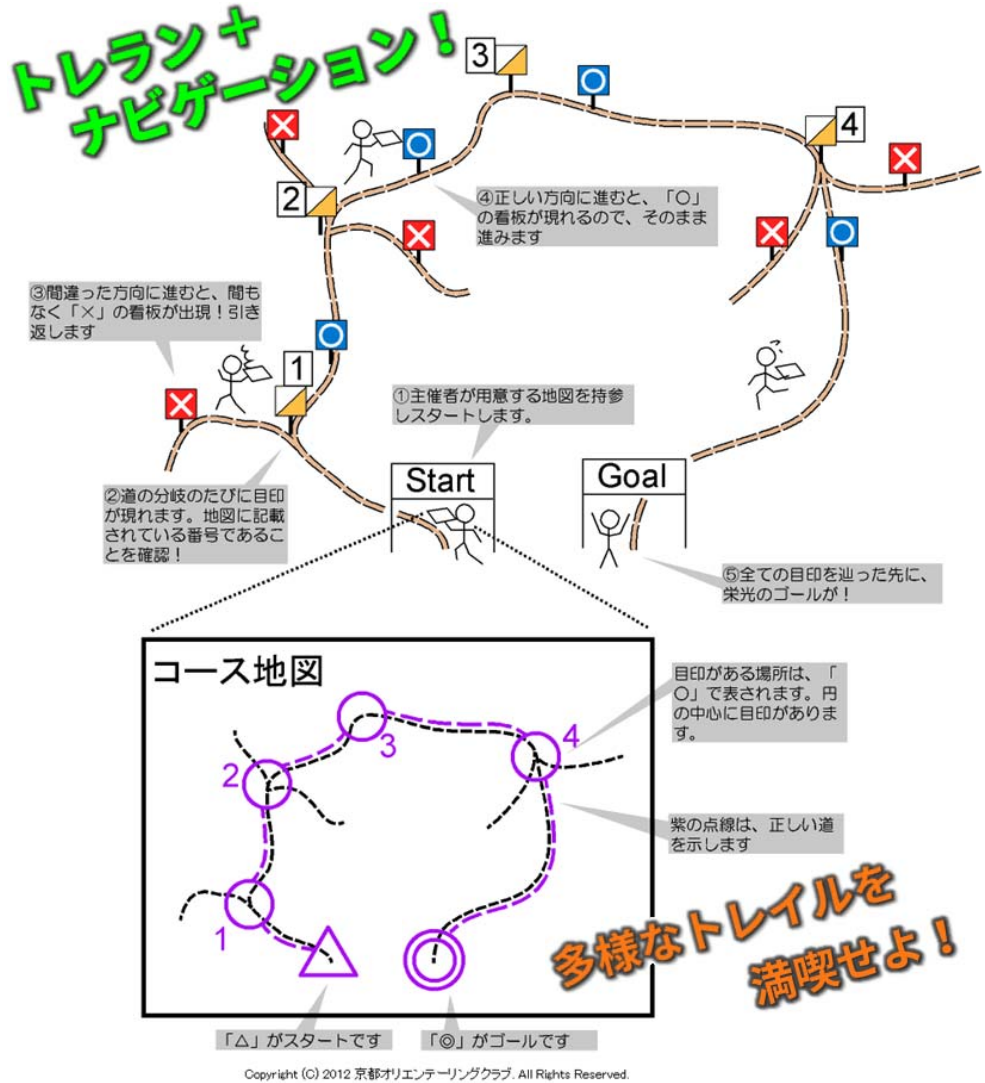 トレラン＋
ナビゲーション！
3
4
2
④正しい方向に進むと、「〇」
の看板が現れるので、そのまま
進みます
③間違った方向に進むと、間も
なく「×」の看板が出現！引き
返します
1
①主催者が用意する地図を持参
しスタートします。
Start
Goal
②道の分岐のたびに目印
が現れます。地図に記載
されている番号であるこ
とを確認！
⑤全ての目印を辿った先に、
栄光のゴールが！
コース地図
目印がある場所は、「
〇」で表されます。円
の中心に目印がありま
す。
3
4
2
紫の点線は、正しい道
を示します
1
多様なトレイルを
満喫せよ！
「△」がスタートです
「◎」がゴールです
Copyright (C) 2012 京都オリエンテーリングクラブ. All Rights Reserved.